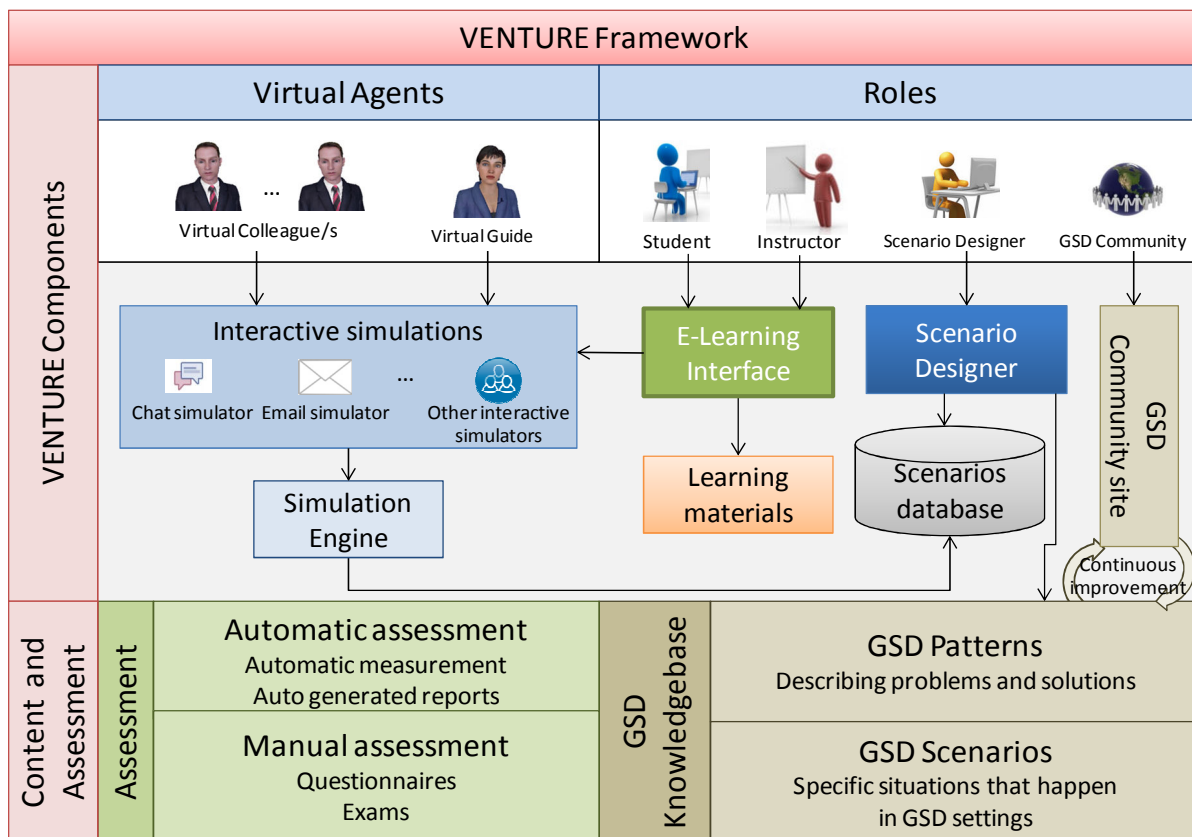 VENTURE Framework
VENTURE Components
Virtual Agents
Roles
...
Virtual Colleague/s
Virtual Guide
Student
Instructor
Scenario Designer
GSD Community
Interactive simulations
...
Chat simulator
Email simulator
Other interactive
simulators
E-Learning
Interface
Scenario
Designer
GSD
Community site
Simulation
Engine
Learning
materials
Scenarios
database
Continuous
improvement
Content and
Assessment
Assessment
Automatic assessment
Automatic measurement
Auto generated reports
Manual assessment
Questionnaires
Exams
GSD
Knowledgebase
GSD Patterns
Describing problems and solutions
GSD Scenarios
Specific situations that happen
in GSD settings